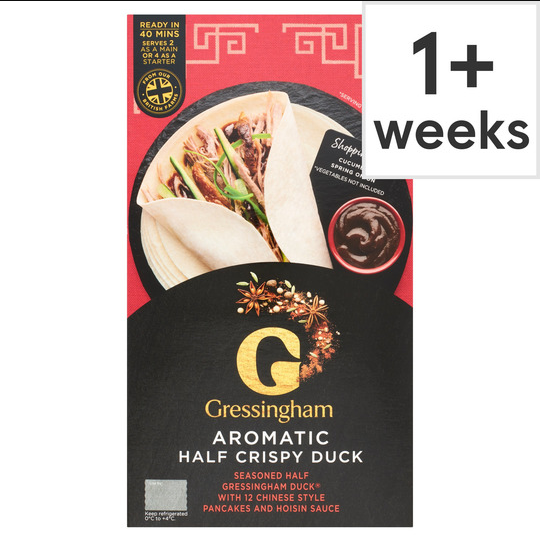 READY IN
40 MINS
SERVES 2
AS A MAIN
OR 4 AS A
STARTER
FROM OUR
BRITISH FARMS
1+
weeks
*SERVING
SPRING ONION
*VEGETABLES NOT INCLUDED
G
Gressingham
AROMATIC
HALF CRISPY DUCK
SEASONED HALF
GRESSINGHAM DUCK®
WITH 12 CHINESE STYLE
PANCAKES AND HOISIN SAUCE
Keep refrigerated
0°C to +4°C.